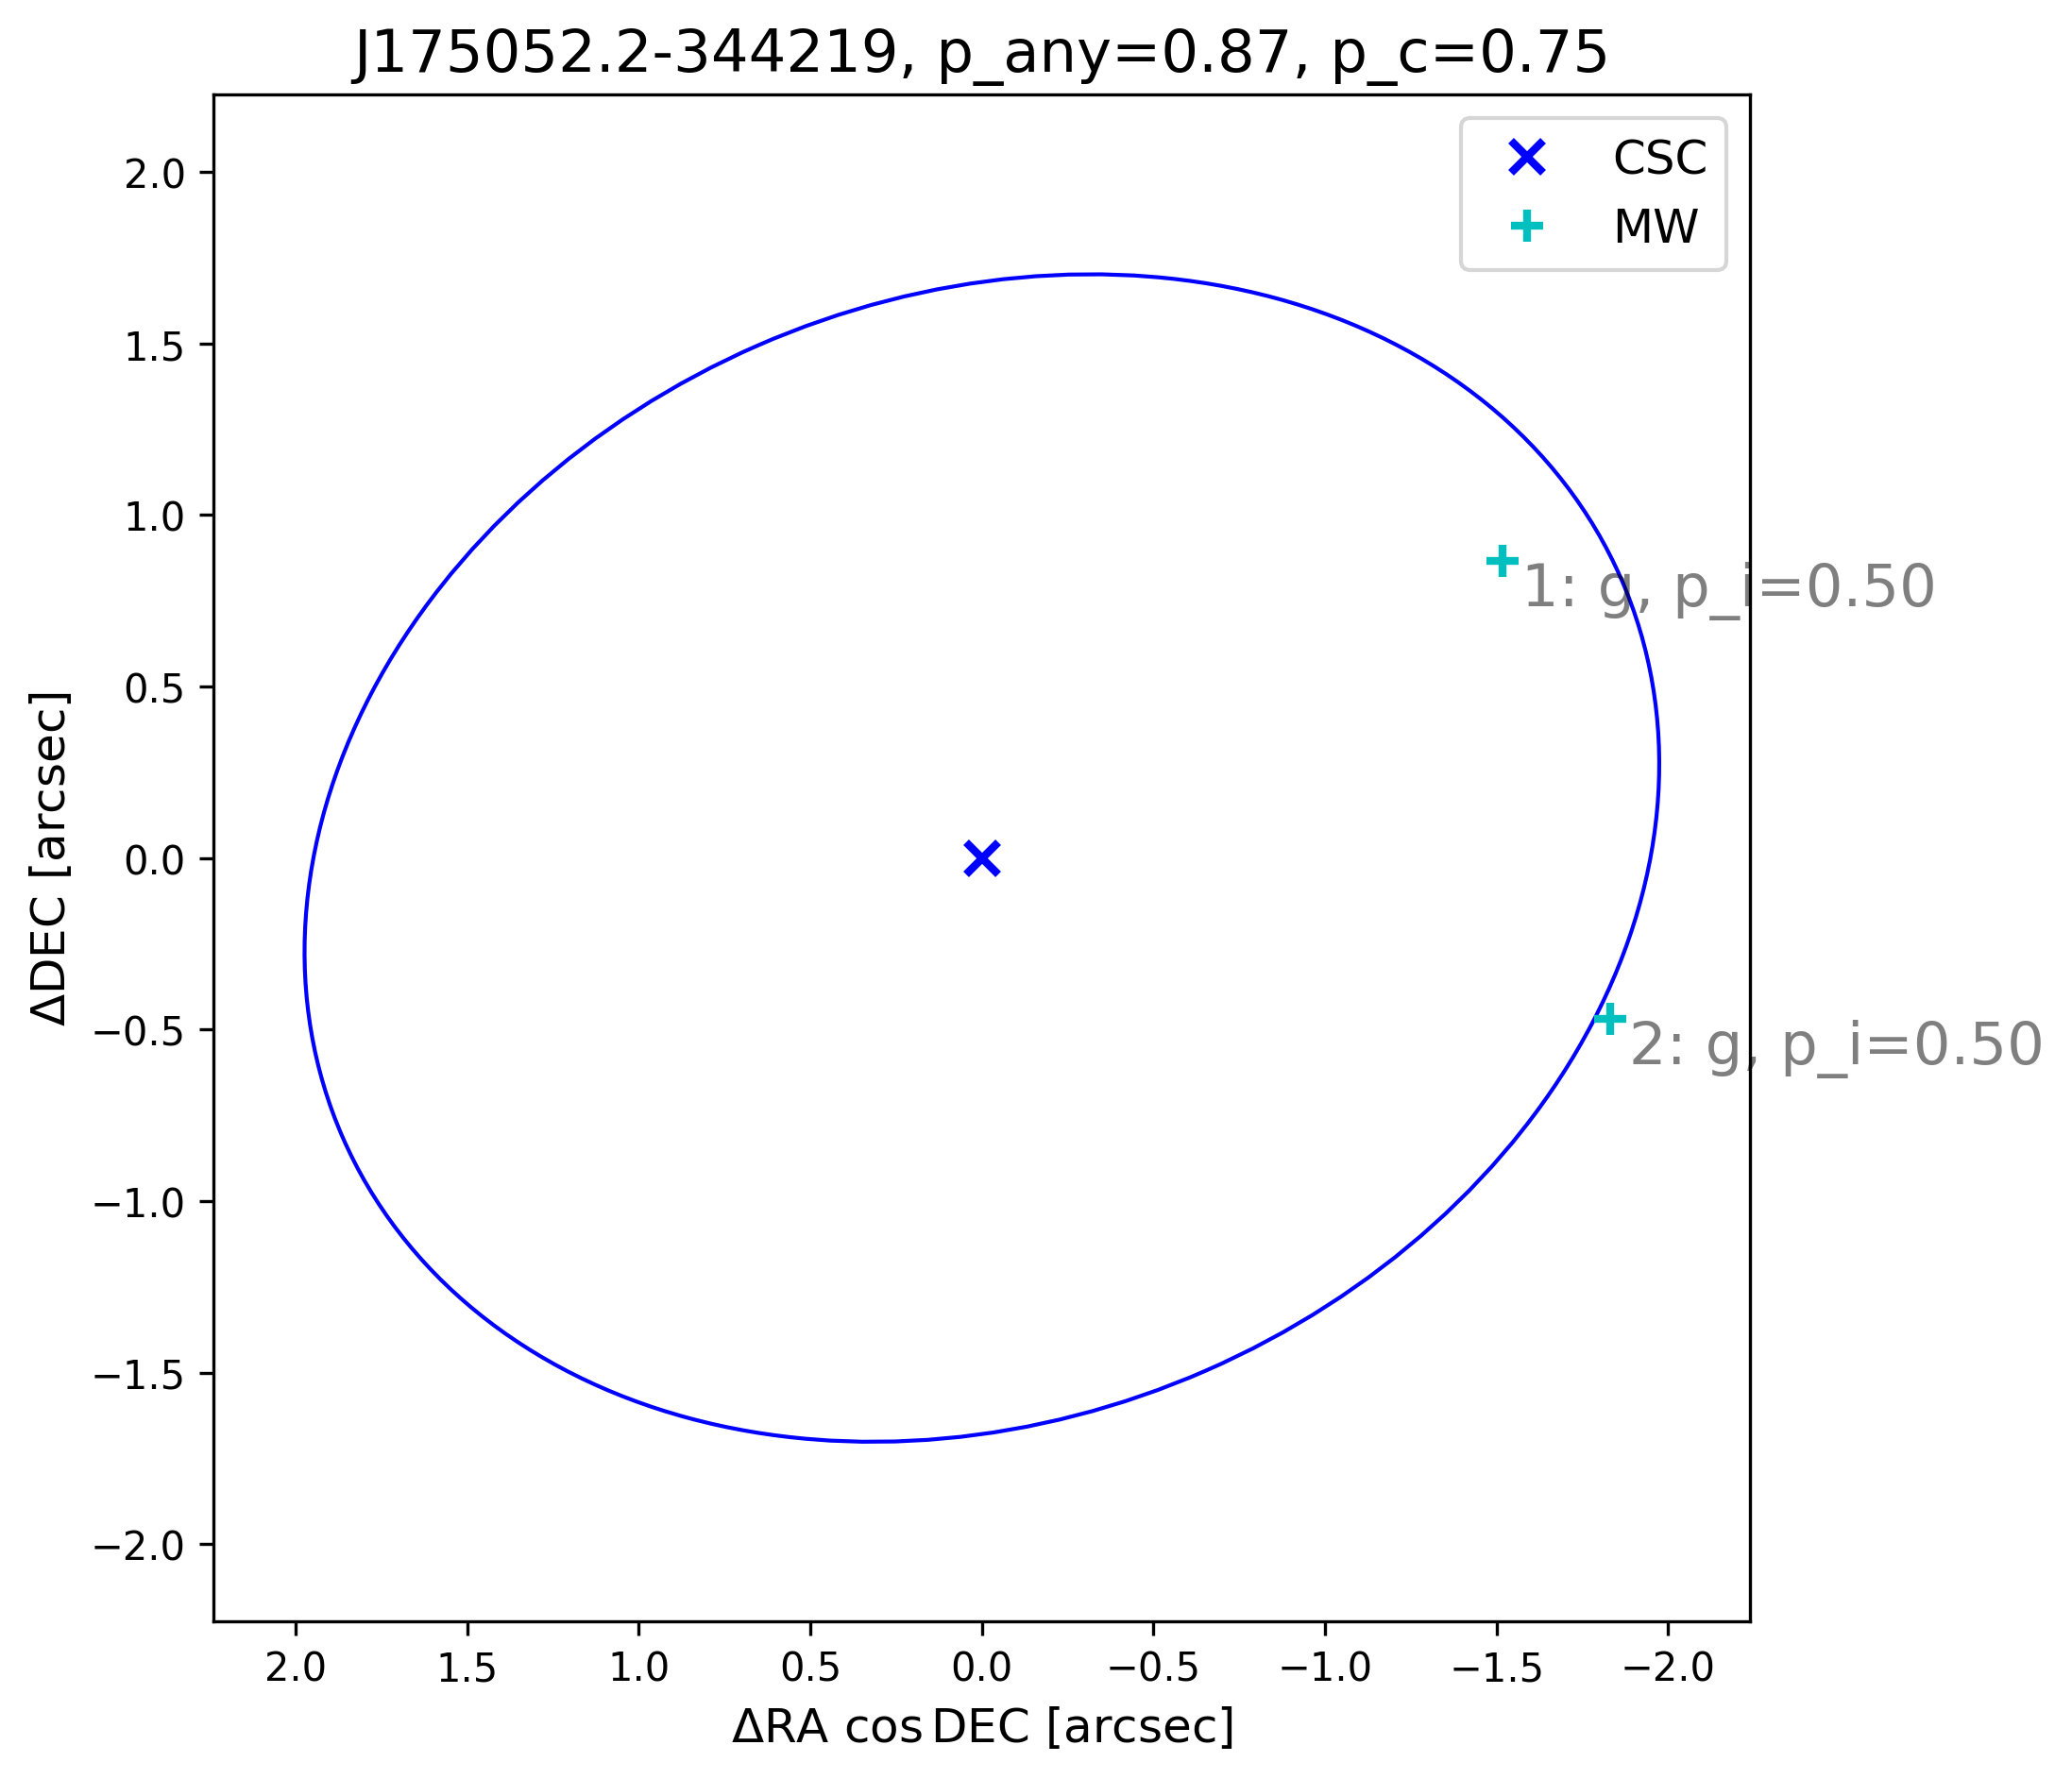 J175052.2-344219, p_any=0.87, p_c=0.75
CSC
MW
2.0
1.5
1.0
0.5
0.0
−0.5
−1.0
−1.5
−2.0
ΔDEC [arcsec]
1: g, p_i=0.50
2: g, p_i=0.50
2.0 1.5 1.0 0.5 0.0 −0.5 −1.0 −1.5 −2.0
ΔRA cos DEC [arcsec]